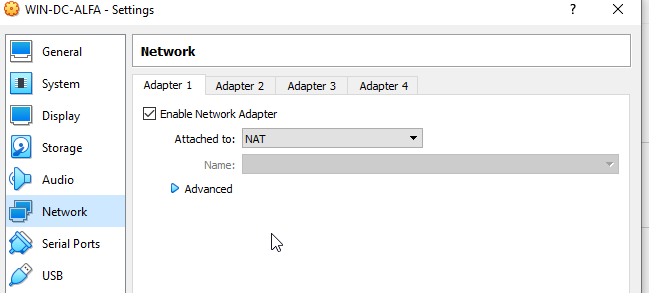 WIN-DC-ALFA - Settings
?
General
System
Display
Storage
Audio
Network
Serial Ports
USB
Network
Adapter 1 Adapter 2 Adapter 3 Adapter 4
Enable Network Adapter
Attached to: NAT
Name:
Advanced